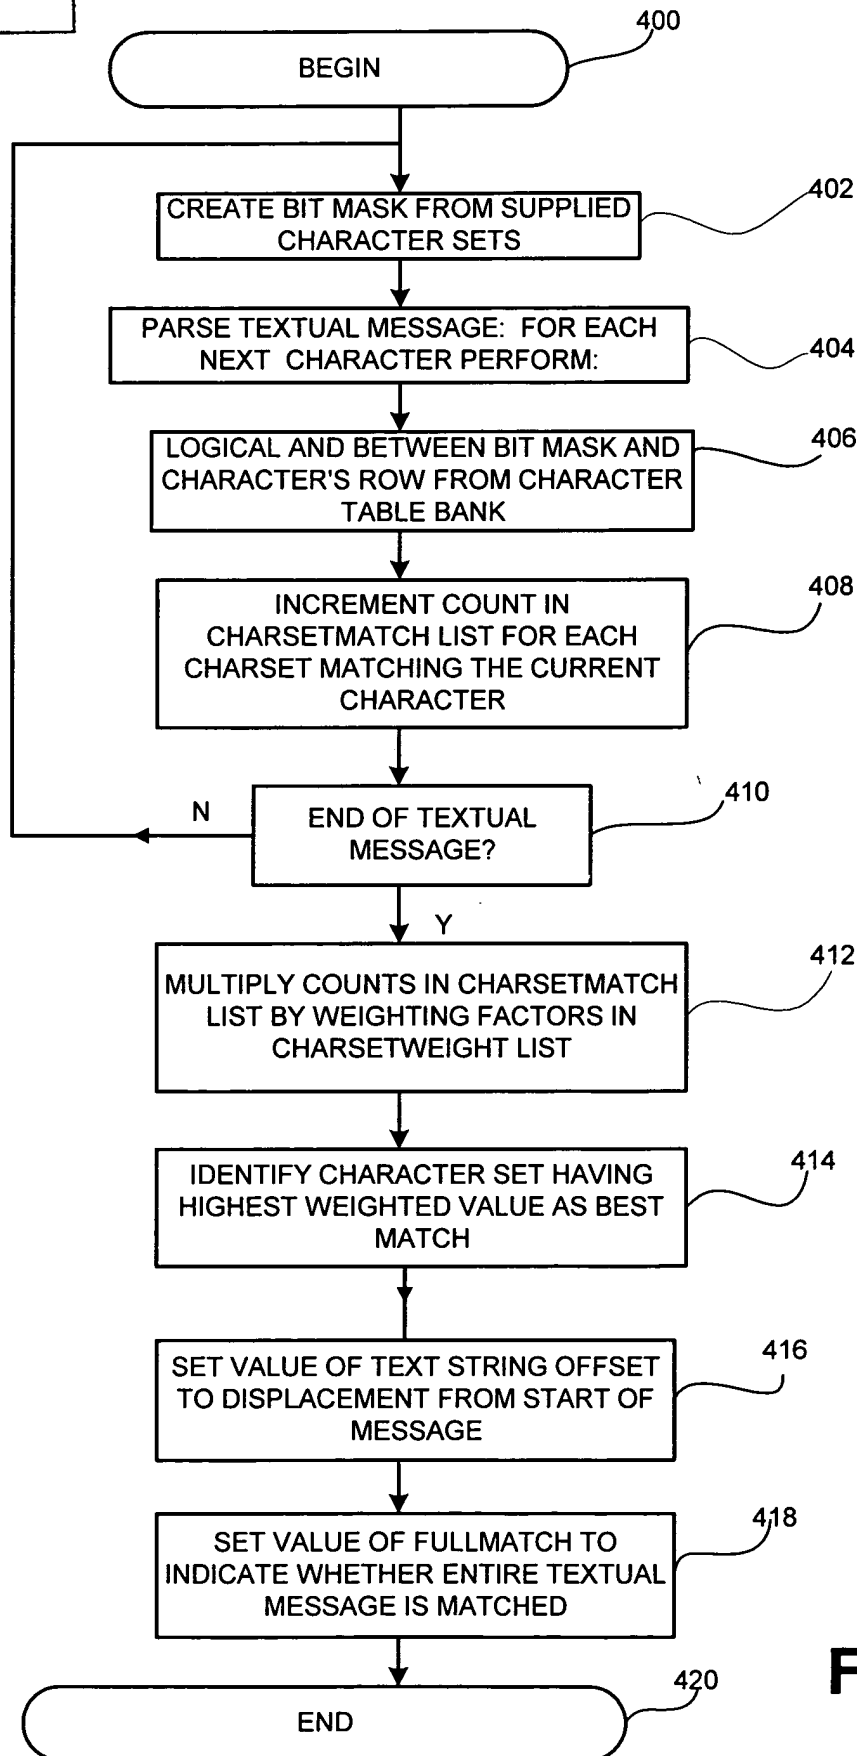 400
BEGIN
402
CREATE BIT MASK FROM SUPPLIED
CHARACTER SETS
PARSE TEXTUAL MESSAGE: FOR EACH
NEXT CHARACTER PERFORM:
404
406
LOGICAL AND BETWEEN BIT MASK AND
CHARACTER'S ROW FROM CHARACTER
TABLE BANK
408
INCREMENT COUNT IN
CHARSETMATCH LIST FOR EACH
CHARSET MATCHING THE CURRENT
CHARACTER
410
N
END OF TEXTUAL
MESSAGE?
Y
412
MULTIPLY COUNTS IN CHARSETMATCH
LIST BY WEIGHTING FACTORS IN
CHARSETWEIGHT LIST
414
IDENTIFY CHARACTER SET HAVING
HIGHEST WEIGHTED VALUE AS BEST
MATCH
416
SET VALUE OF TEXT STRING OFFSET
TO DISPLACEMENT FROM START OF
MESSAGE
418
SET VALUE OF FULLMATCH TO
INDICATE WHETHER ENTIRE TEXTUAL
MESSAGE IS MATCHED
F
420
END